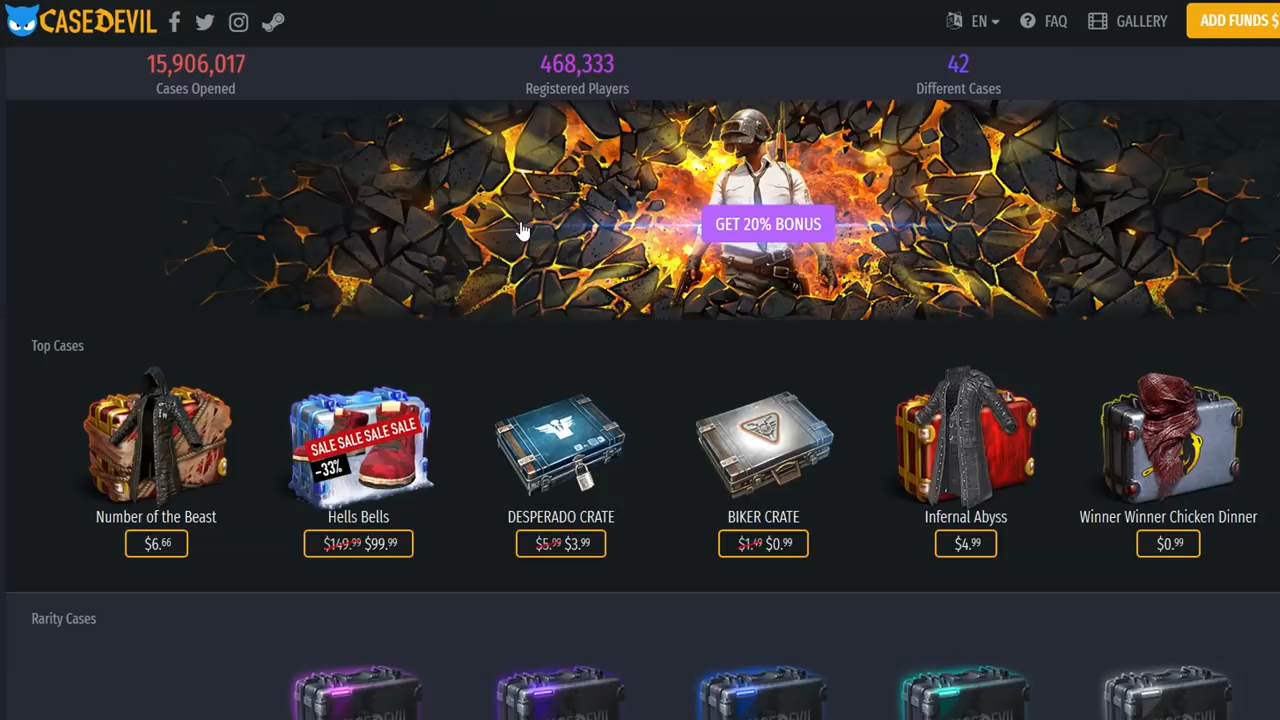 CASEDEVIL
EN
FAQ
GALLERY
ADD FUNDS $
15,906,017
468,333
42
Cases Opened
Registered Players
Different Cases
GET 20% BONUS
Top Cases
SALE SALE SALE SALE
-33%
Number of the Beast
Hells Bells
DESPERADO CRATE
BIKER CRATE
Infernal Abyss
Winner Winner Chicken Dinner
$6.66
$149.99 $99.99
$5.99 $3.99
$1.49 $0.99
$4.99
$0.99
Rarity Cases